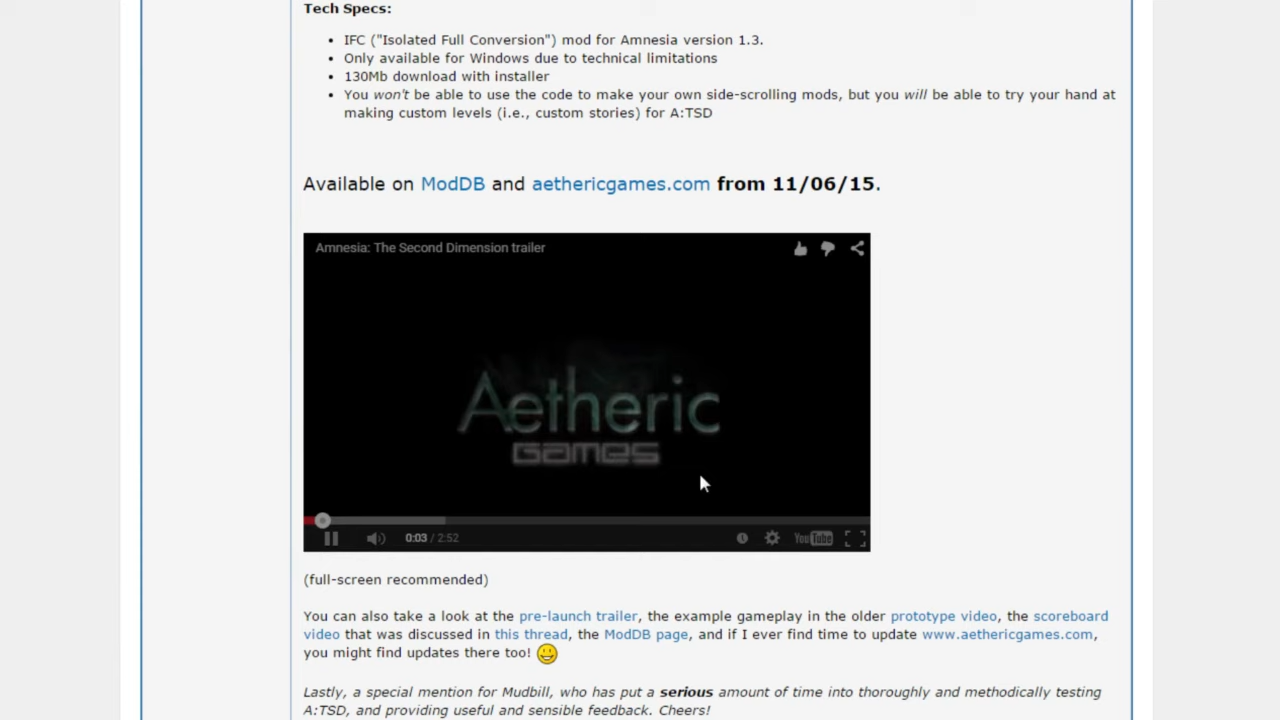 Tech Specs:
IFC ("Isolated Full Conversion") mod for Amnesia version 1.3.
Only available for Windows due to technical limitations
130Mb download with installer
You won't be able to use the code to make your own side-scrolling mods, but you will be able to try your hand at
making custom levels (i.e., custom stories) for A:TSD
Available on ModDB and aethericgames.com from 11/06/15.
Amnesia: The Second Dimension trailer
Aetheric
Games
0:03 / 2:52
YouTube
(full-screen recommended)
You can also take a look at the pre-launch trailer, the example gameplay in the older prototype video, the scoreboard
video that was discussed in this thread, the ModDB page, and if I ever find time to update www.aethericgames.com,
you might find updates there too!
Lastly, a special mention for Mudbill, who has put a serious amount of time into thoroughly and methodically testing
A:TSD, and providing useful and sensible feedback. Cheers!